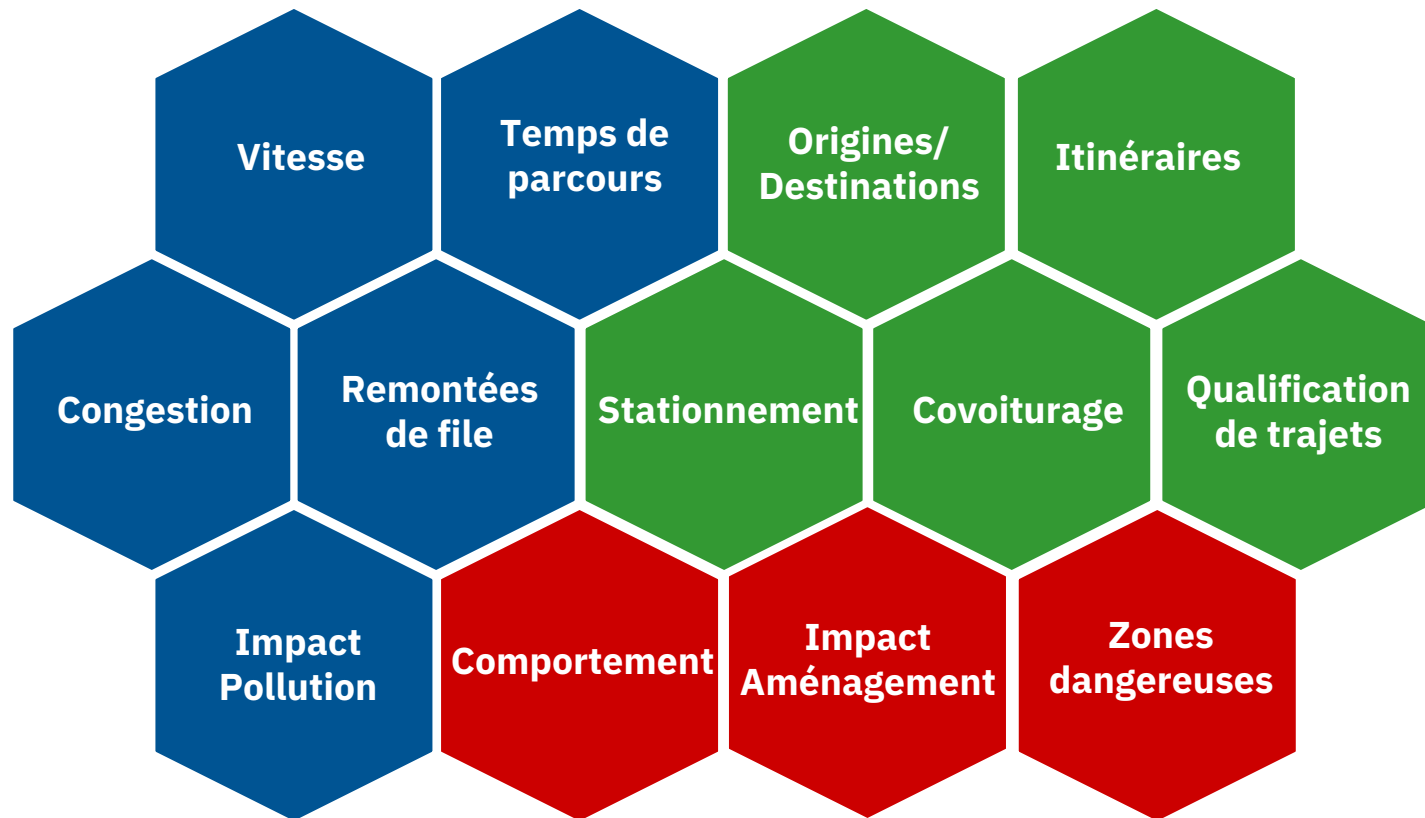 Vitesse
Temps de
parcours
Origines/
Destinations
Itinéraires
Congestion
Remontées
de file
Stationnement
Covoiturage
Qualification
de trajets
Impact
Pollution
Comportement
Impact
Aménagement
Zones
dangereuses